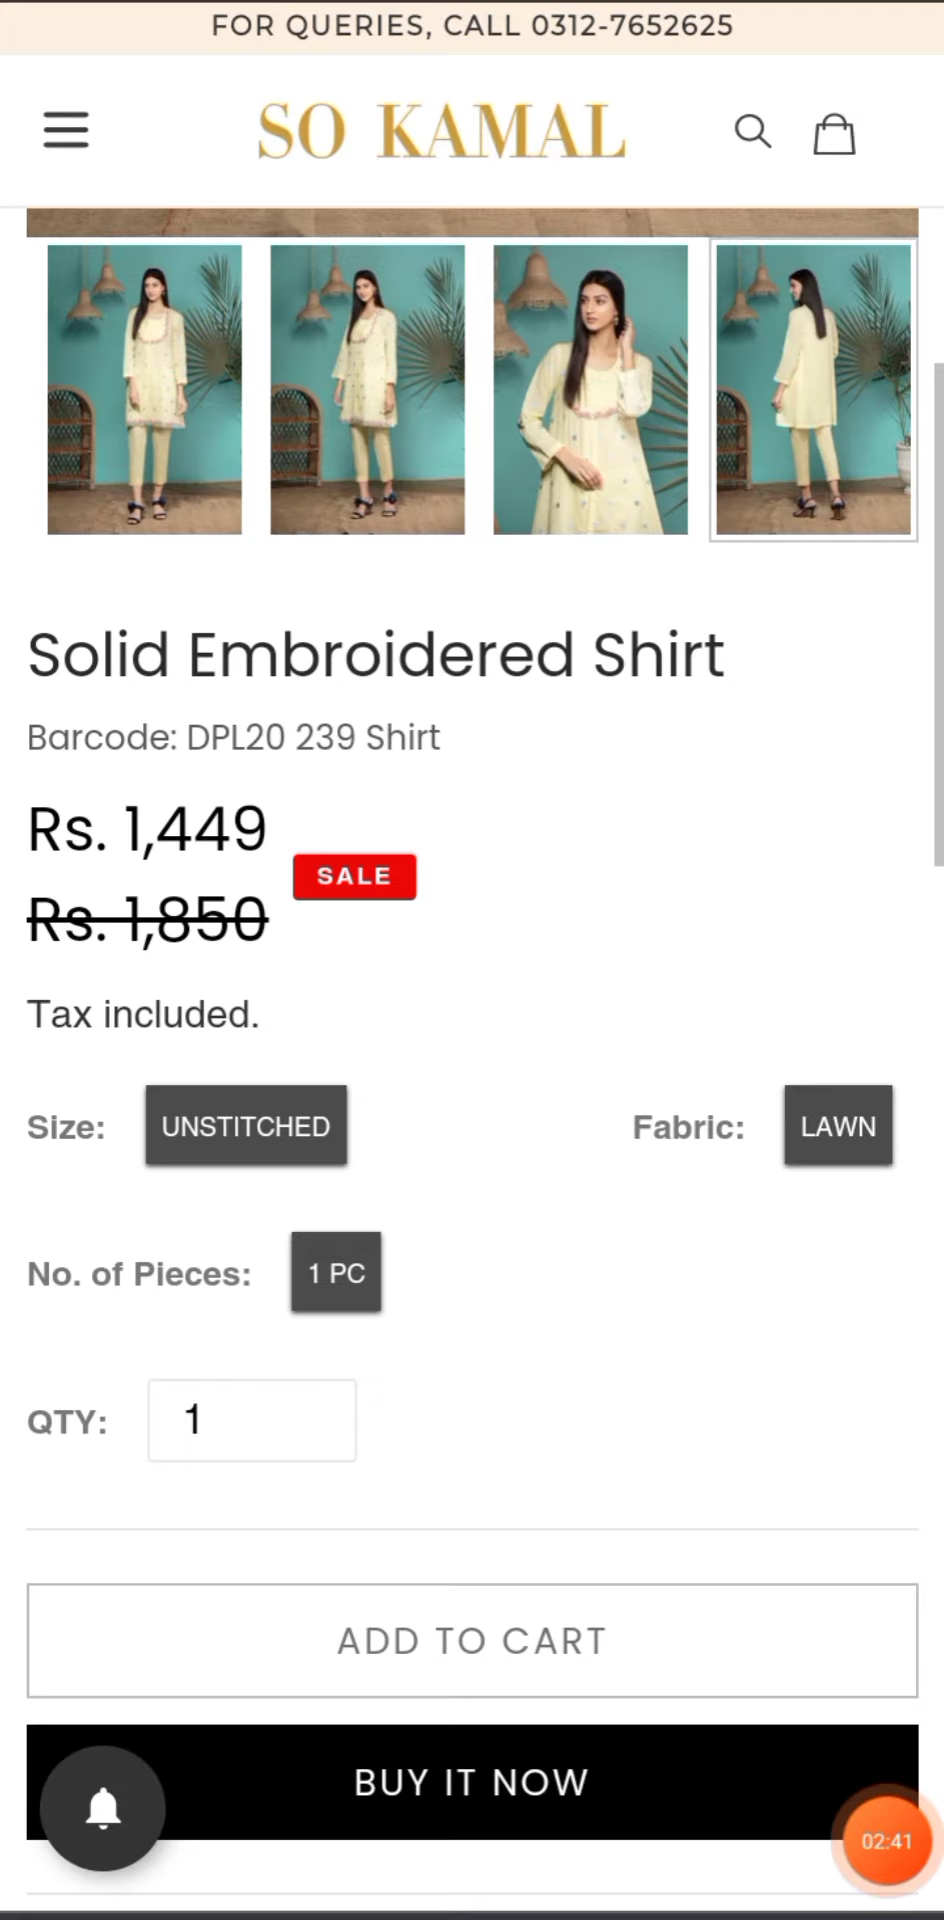 FOR QUERIES, CALL 0312-7652625
SO KAMAL
Solid Embroidered Shirt
Barcode: DPL20 239 Shirt
Rs. 1,449
SALE
Rs. 1,850
Tax included.
Size: UNSTITCHED Fabric: LAWN
No. of Pieces: 1 PC
QTY: 1
ADD TO CART
BUY IT NOW
02:41